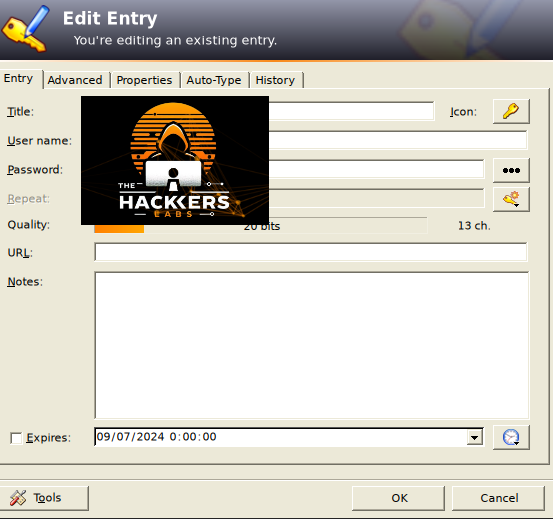 Edit Entry
You're editing an existing entry.
Entry Advanced Properties Auto-Type History
Title: Icon:
User name:
Password:
Repeat:
THE
HACKERS
LABS
Quality: 20 bits 13 ch.
URL:
Notes:
Expires: 09/07/2024 0:00:00
Tools OK Cancel